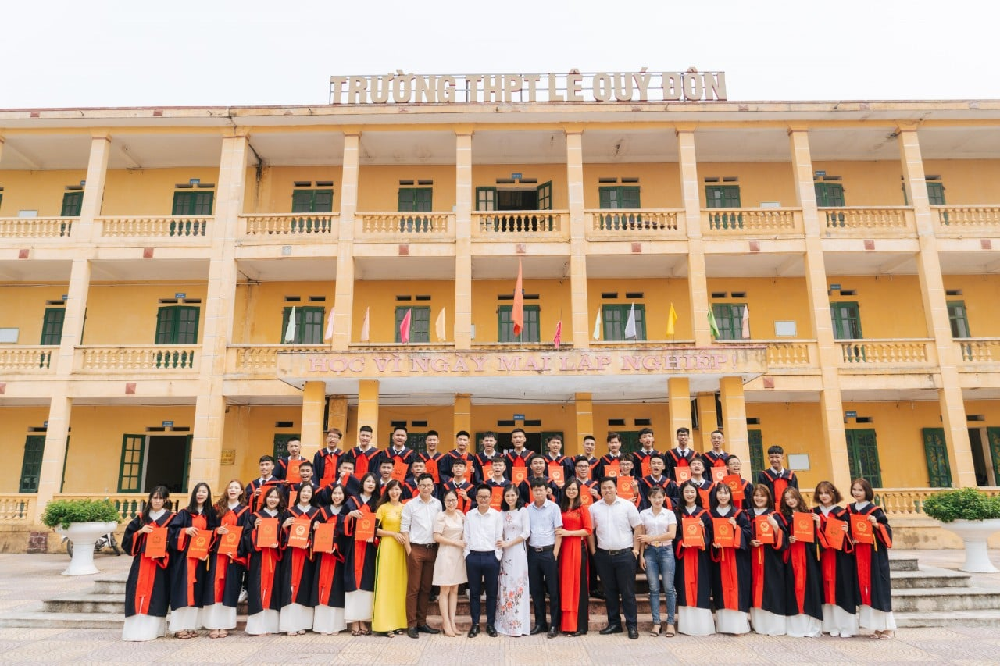 TRƯỜNG THPT LÊ QUÝ ĐÔN
HỌC VÌ NGÀY MAI LẬP NGHIỆP